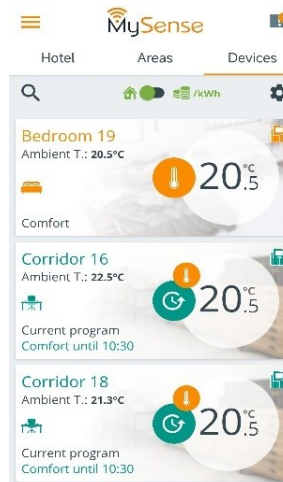 MySense
Hotel Areas Devices
/kWh
Bedroom 19
Ambient T.: 20.5°C
20.5 °C
Comfort
Corridor 16
Ambient T.: 22.5°C
20.5 °C
Current program
Comfort until 10:30
Corridor 18
Ambient T.: 21.3°C
20.5 °C
Current program
Comfort until 10:30